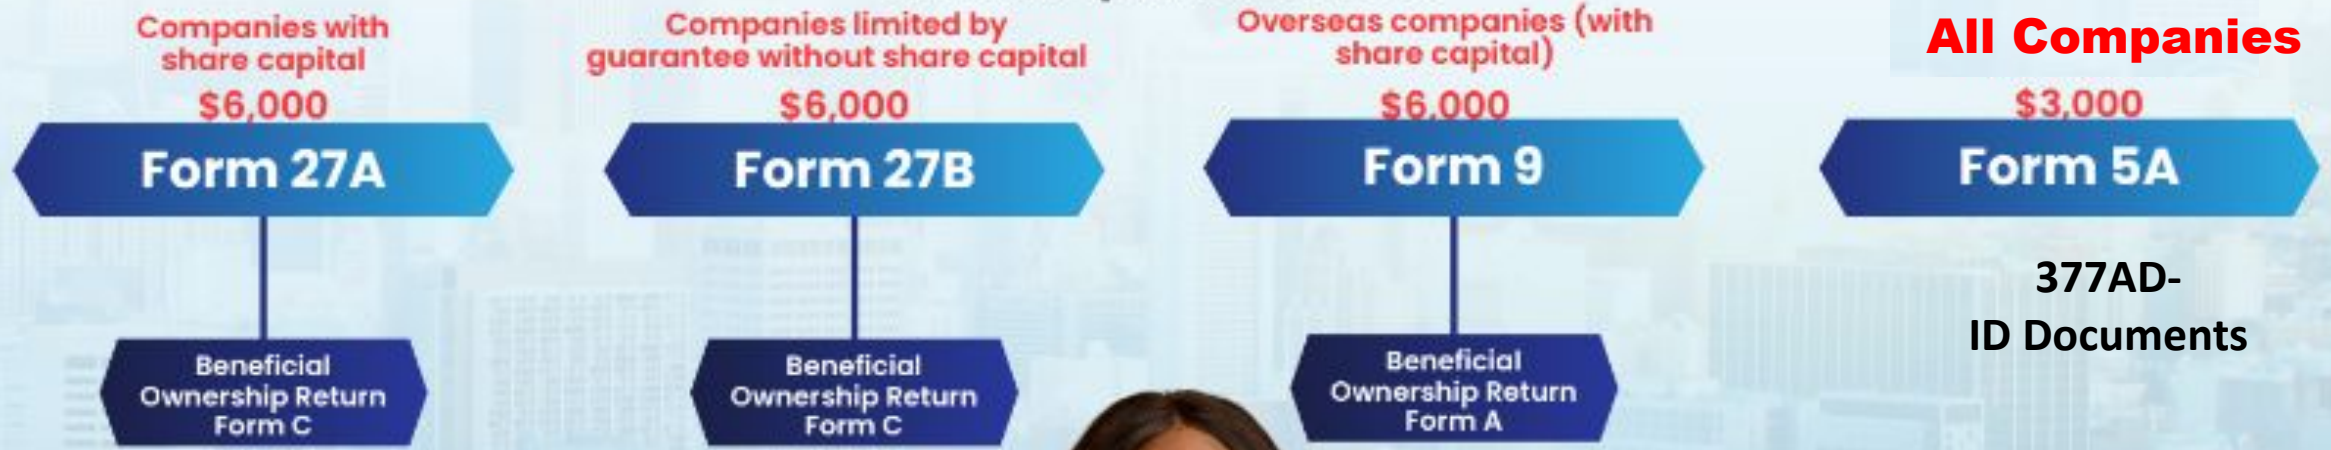 Companies with
share capital
$6,000
Form 27A
Beneficial
Ownership Return
Form C
Companies limited by
guarantee without share capital
$6,000
Form 27B
Beneficial
Ownership Return
Form C
Overseas companies (with
share capital)
$6,000
Form 9
Beneficial
Ownership Return
Form A
All Companies
$3,000
Form 5A
377AD-
ID Documents